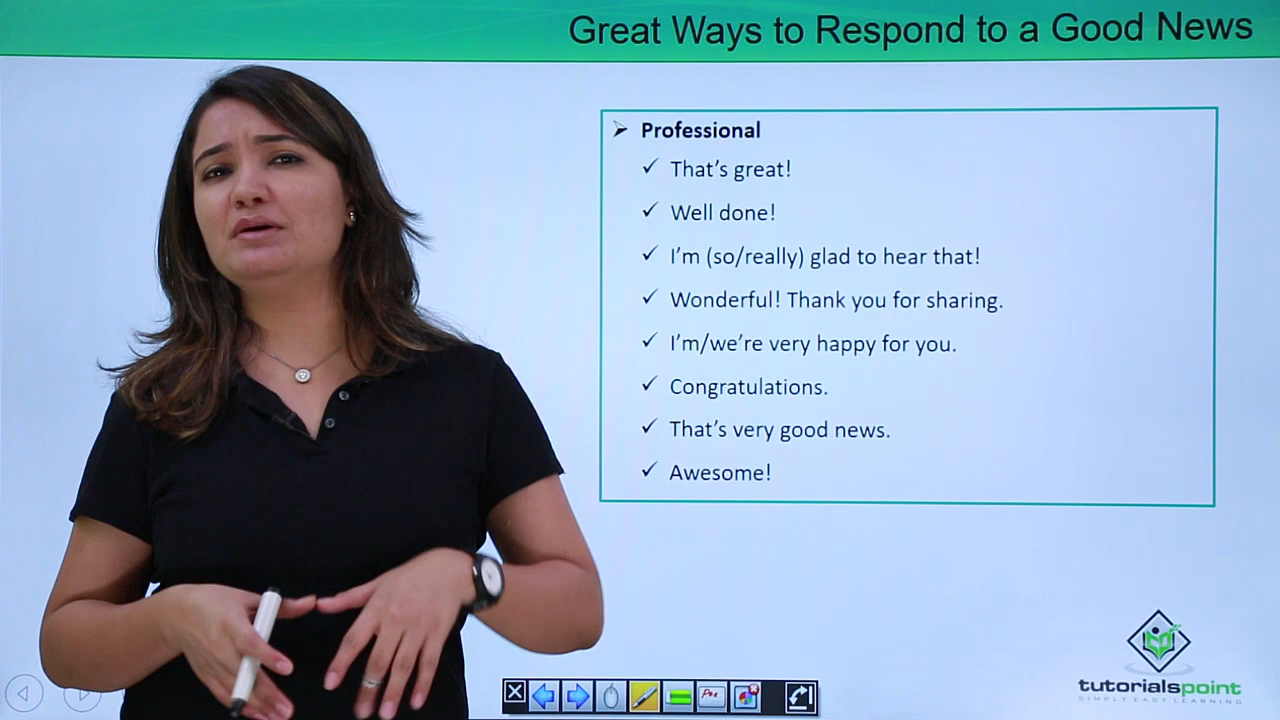 Great Ways to Respond to a Good News
Professional
That's great!
Well done!
I'm (so/really) glad to hear that!
Wonderful! Thank you for sharing.
I'm/we're very happy for you.
Congratulations.
That's very good news.
Awesome!
Pen
tutorialspoint
SIMPLY EASY LEARNING